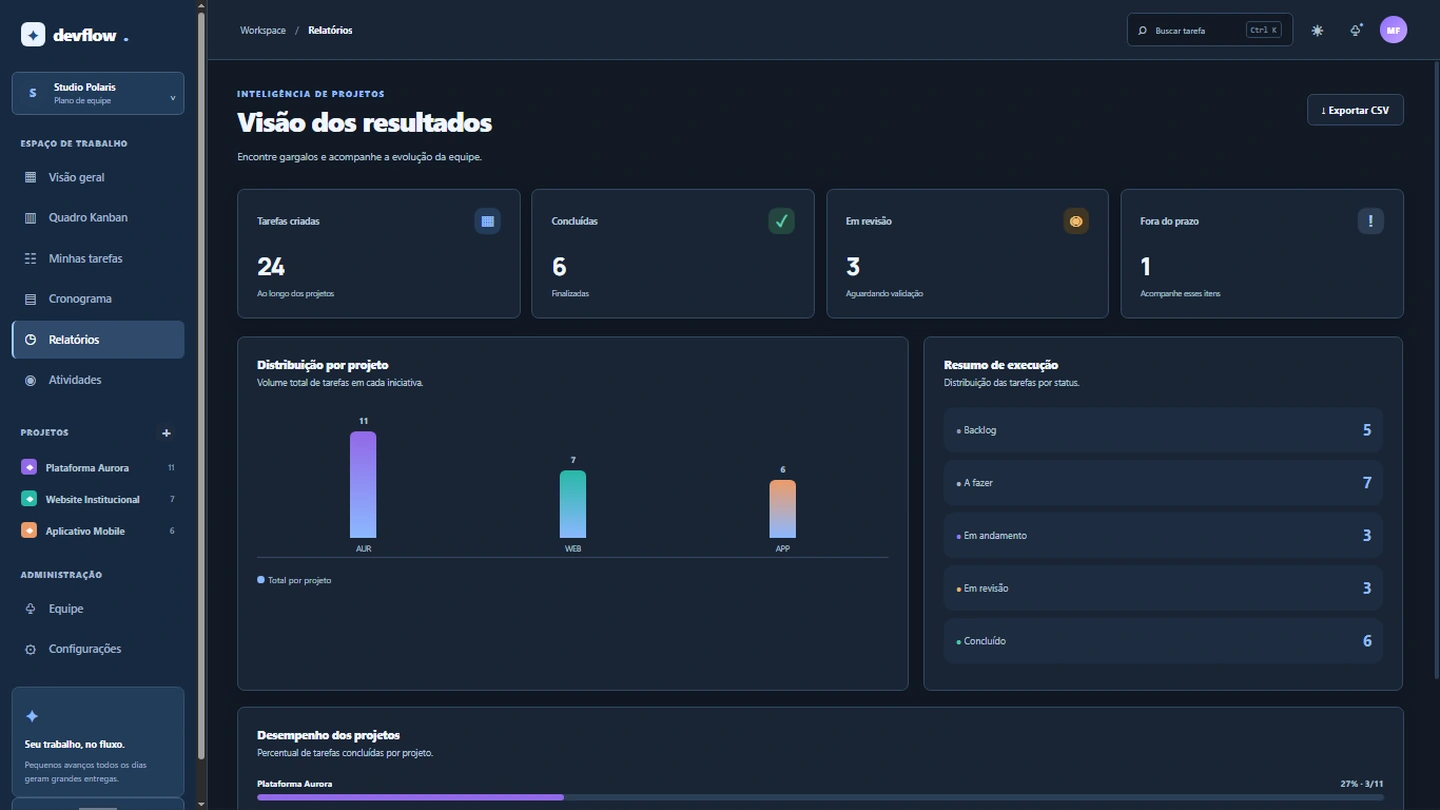 devflow.
S
Studio Polaris
Plano de equipe
ESPAÇO DE TRABALHO
Visão geral
Quadro Kanban
Minhas tarefas
Cronograma
Relatórios
Atividades
PROJETOS
+
Plataforma Aurora 11
Website Institucional 7
Aplicativo Mobile 6
ADMINISTRAÇÃO
Equipe
Configurações
Seu trabalho, no fluxo.
Pequenos avanços todos os dias
geram grandes entregas.
Workspace / Relatórios
Buscar tarefa Ctrl K
MF
INTELIGÊNCIA DE PROJETOS
Visão dos resultados
Encontre gargalos e acompanhe a evolução da equipe.
↓ Exportar CSV
Tarefas criadas
24
Ao longo dos projetos
Concluídas
✓
6
Finalizadas
Em revisão
3
Aguardando validação
Fora do prazo
!
1
Acompanhe esses itens
Distribuição por projeto
Volume total de tarefas em cada iniciativa.
11
7
6
AUR
WEB
APP
Total por projeto
Resumo de execução
Distribuição das tarefas por status.
Backlog 5
A fazer 7
Em andamento 3
Em revisão 3
Concluído 6
Desempenho dos projetos
Percentual de tarefas concluídas por projeto.
Plataforma Aurora 27% · 3/11